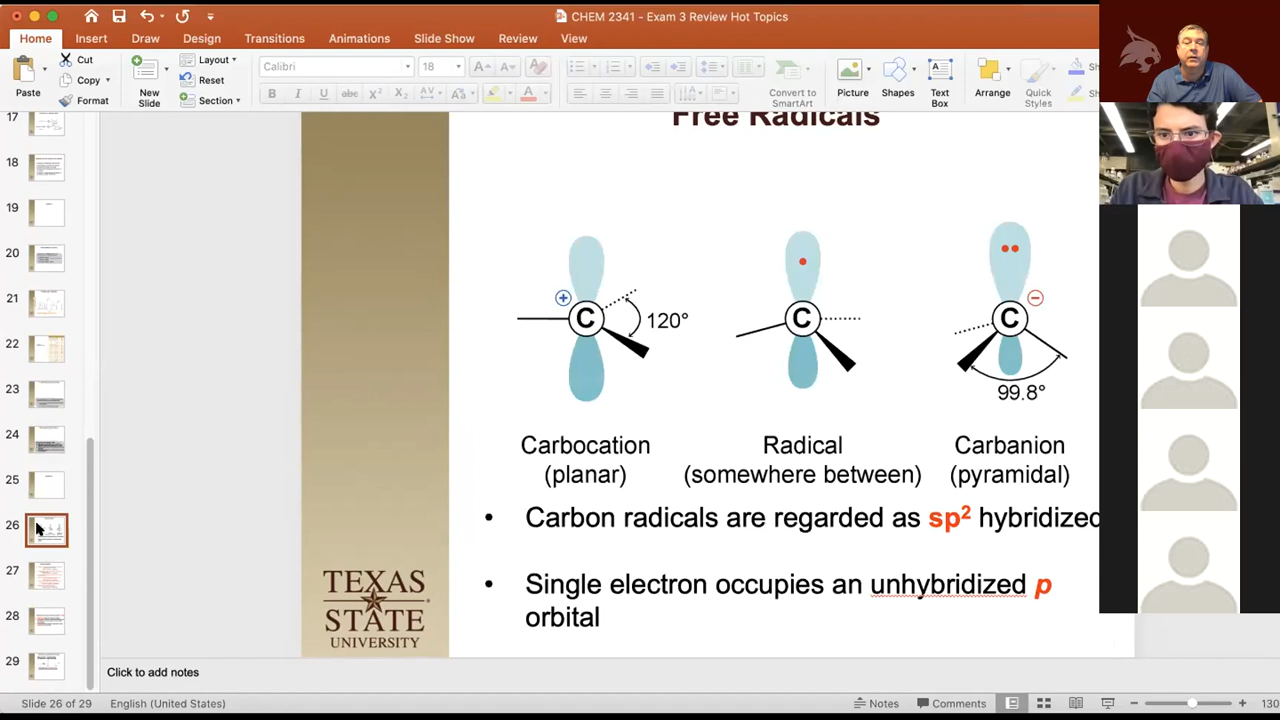 CHEM 2341 - Exam 3 Review Hot Topics
Home Insert Draw Design Transitions Animations Slide Show Review View
Paste
Cut
Copy
Format
New
Slide
Layout
Reset
Section
Calibri
18
B I U
Convert to
SmartArt
Picture
Shapes
Text
Box
Arrange
Quick
Styles
17
18
19
20
21
22
23
24
25
26
27
28
29
Free Radicals
+
C
120°
C
−
C
99.8°
Carbocation
(planar)
Radical
(somewhere between)
Carbanion
(pyramidal)
• Carbon radicals are regarded as sp² hybridized
• Single electron occupies an unhybridized p
orbital
TEXAS
STATE
UNIVERSITY
Click to add notes
Slide 26 of 29
English (United States)
Notes
Comments
130